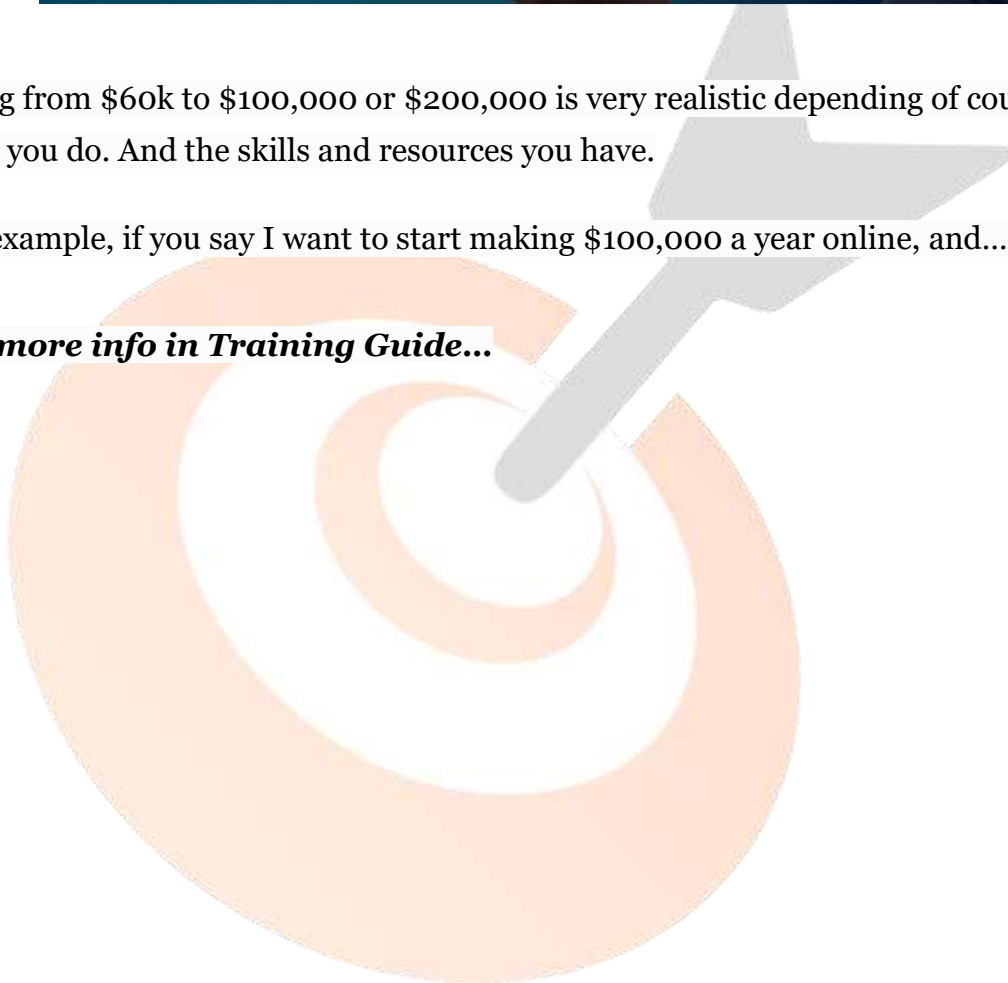 g from $60k to $100,000 or $200,000 is very realistic depending of cou
you do. And the skills and resources you have.
example, if you say I want to start making $100,000 a year online, and…
more info in Training Guide…